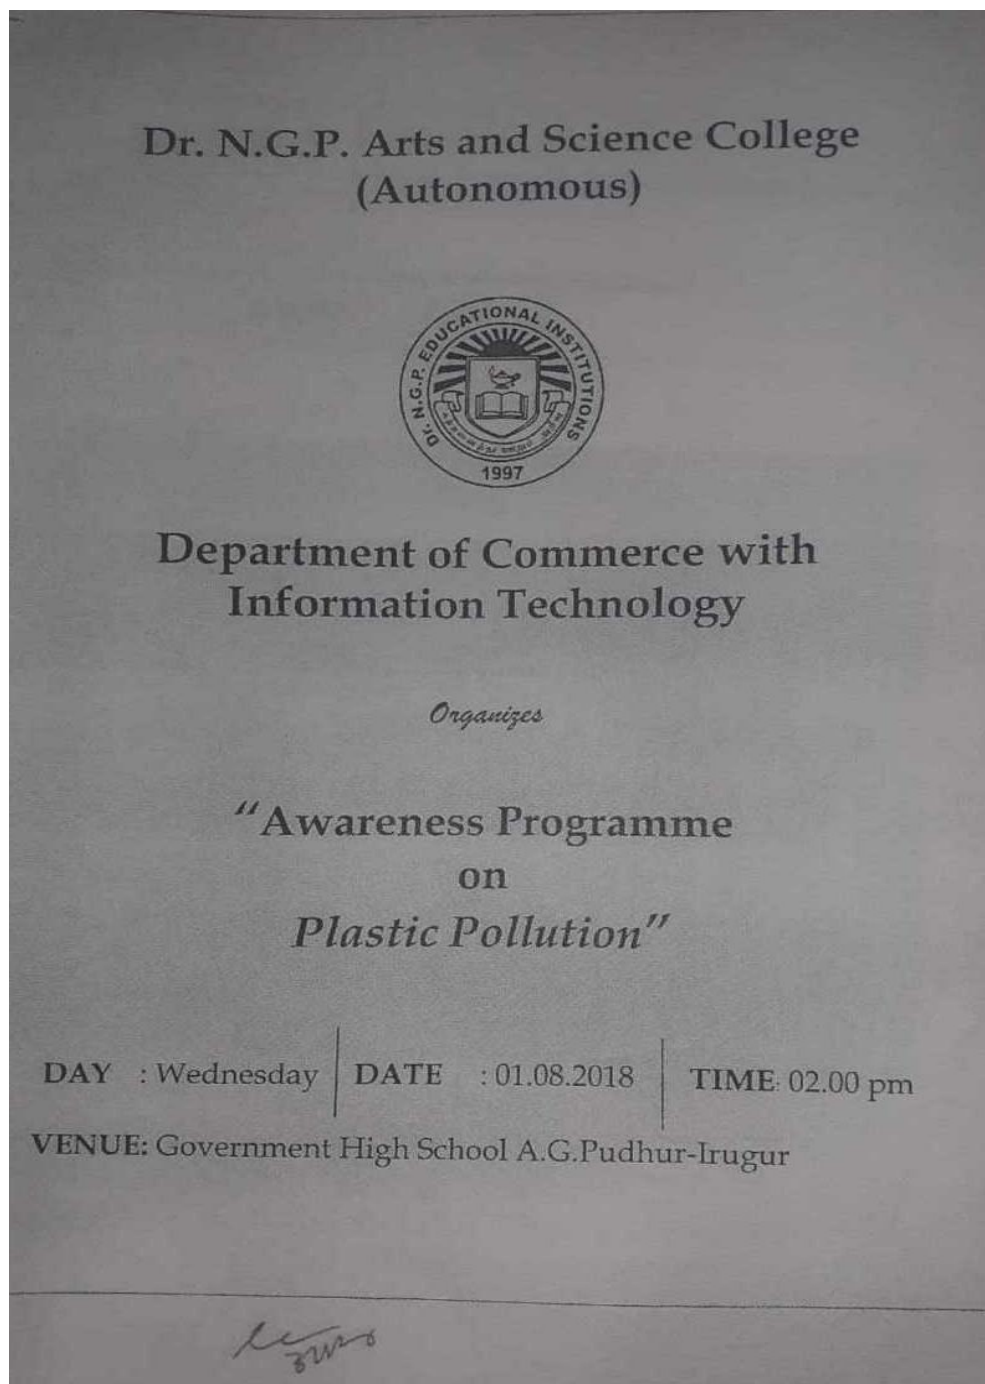 Dr. N.G.P. Arts and Science College
(Autonomous)
Dr. N.G.P. EDUCATIONAL INSTITUTIONS
1997
Department of Commerce with
Information Technology
Organizes
"Awareness Programme
on
Plastic Pollution"
DAY : Wednesday DATE : 01.08.2018 TIME: 02.00 pm
VENUE: Government High School A.G.Pudhur-Irugur